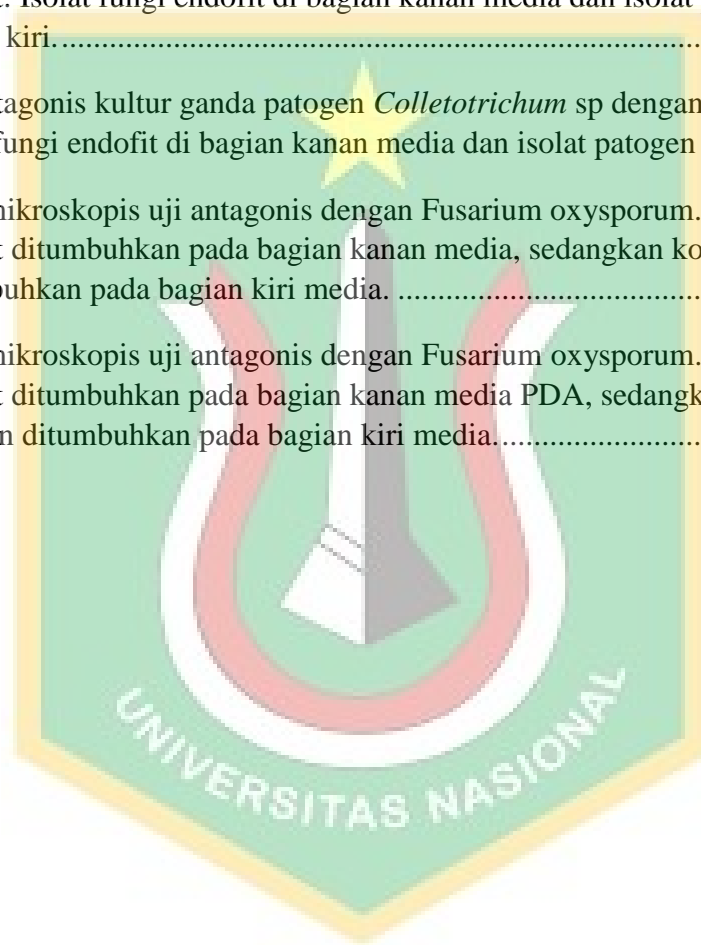 . Isolat fungi endofit di bagian kanan media dan isolat
kiri.................................................................................
tagonis kultur ganda patogen Colletotrichum sp dengan
fungi endofit di bagian kanan media dan isolat patogen
nikroskopis uji antagonis dengan Fusarium oxysporum.
t ditumbuhkan pada bagian kanan media, sedangkan ko
buhkan pada bagian kiri media. ......................................
nikroskopis uji antagonis dengan Fusarium oxysporum.
t ditumbuhkan pada bagian kanan media PDA, sedangk
n ditumbuhkan pada bagian kiri media..........................
UNIVERSITAS NASIONAL